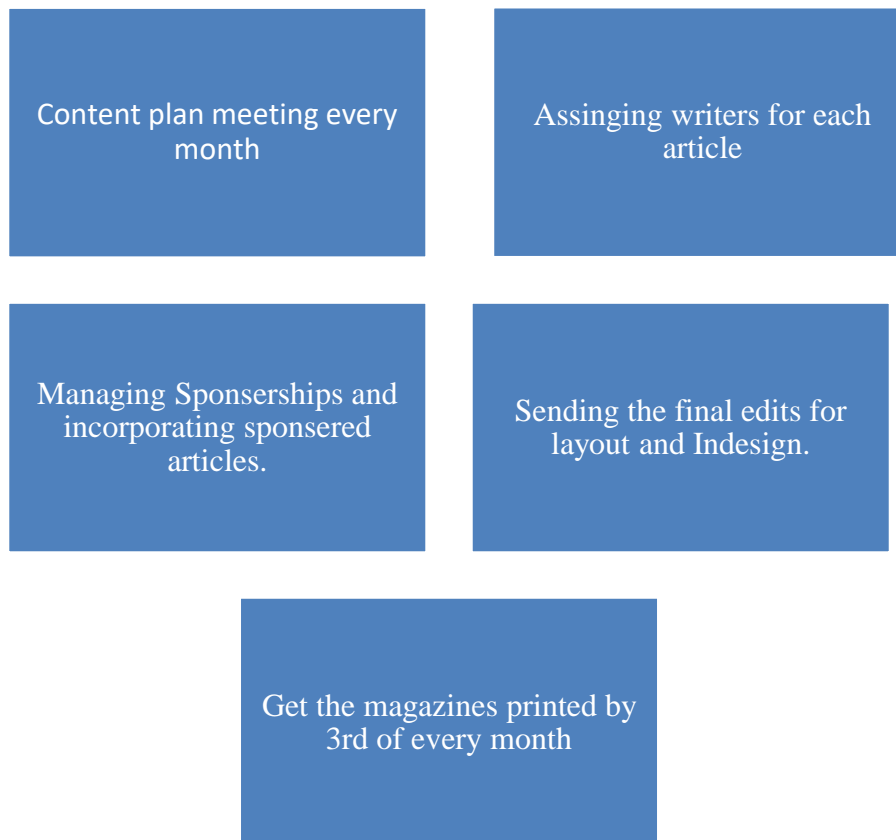 Content plan meeting every
month
Assinging writers for each
article
Managing Sponserships and
incorporating sponsered
articles.
Sending the final edits for
layout and Indesign.
Get the magazines printed by
3rd of every month